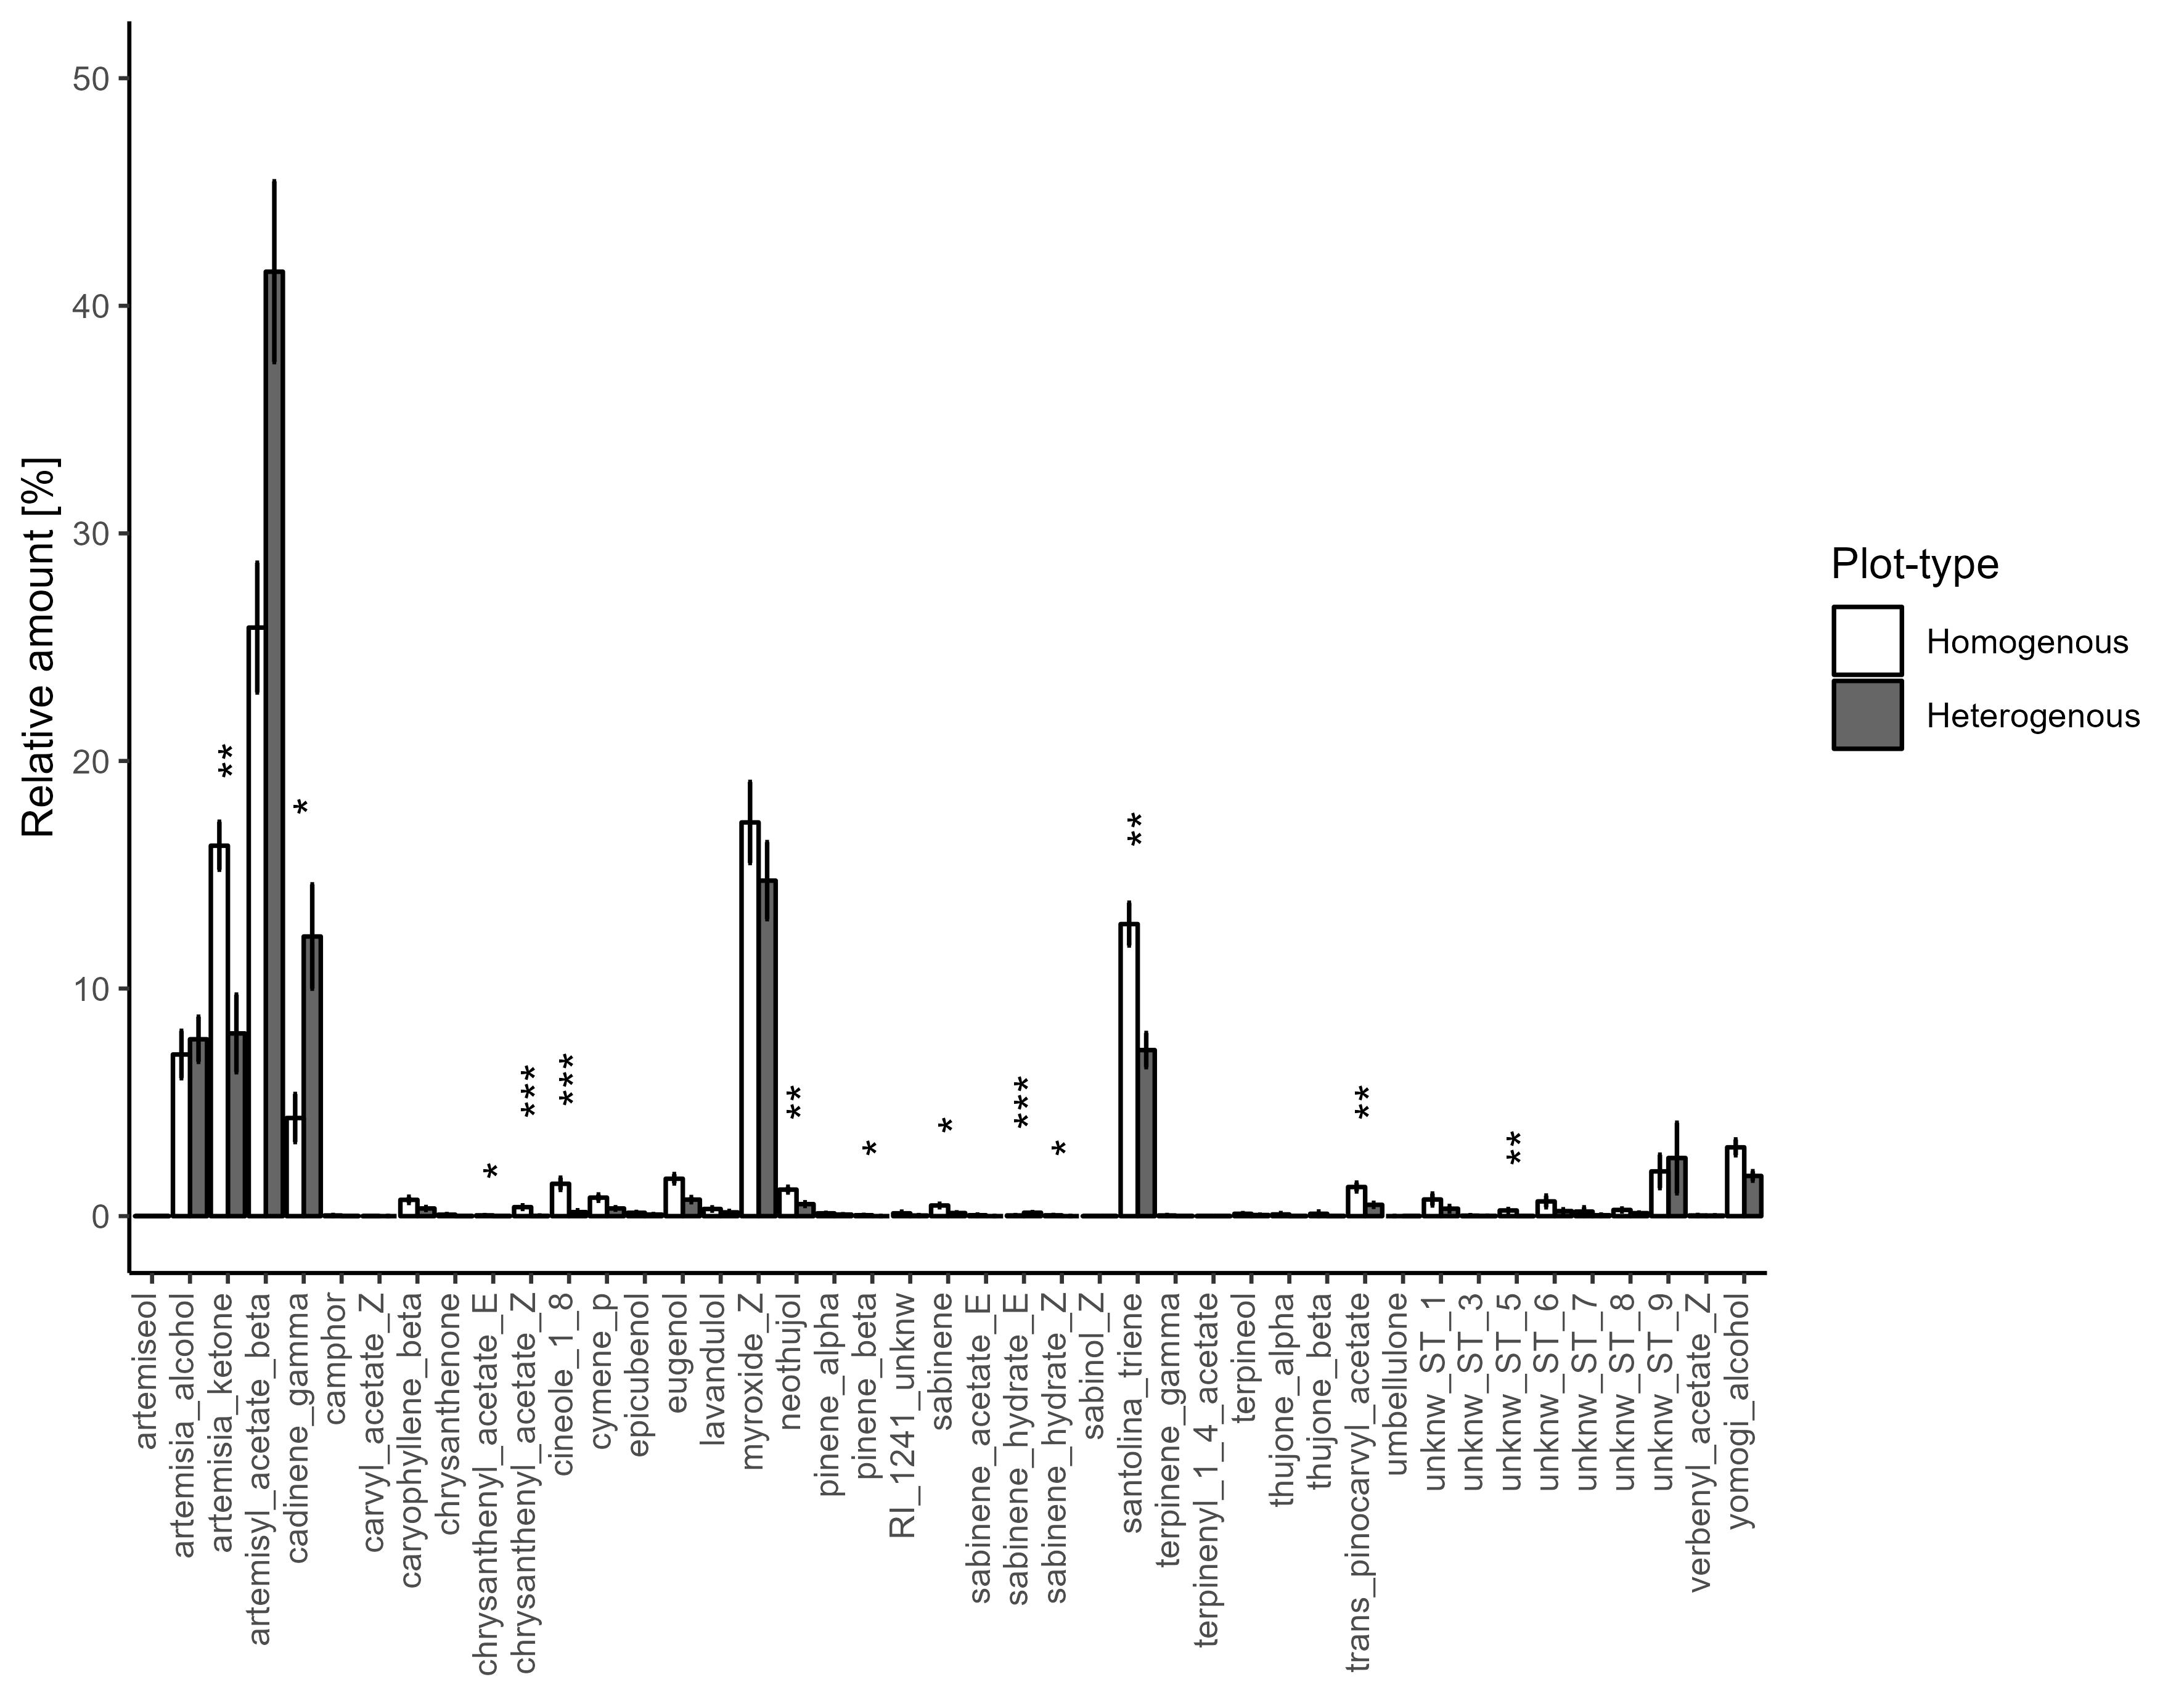 Relative amount [%]
50
40
30
20
10
0
**
*
*
***
***
**
*
*
***
*
**
**
**
artemiseol
artemisia_alcohol
artemisia_ketone
artemisyl_acetate_beta
cadinene_gamma
camphor
carvyl_acetate_Z
caryophyllene_beta
chrysanthenone
chrysanthenyl_acetate_E
chrysanthenyl_acetate_Z
cineole_1_8
cymene_p
epicubenol
eugenol
lavandulol
myroxide_Z
neothujol
pinene_alpha
pinene_beta
RI_1241_unknw
sabinene
sabinene_acetate_E
sabinene_hydrate_E
sabinene_hydrate_Z
sabinol_Z
santolina_triene
terpinene_gamma
terpinenyl_1_4_acetate
terpineol
thujone_alpha
thujone_beta
trans_pinocarvyl_acetate
umbellulone
unknw_ST_1
unknw_ST_3
unknw_ST_5
unknw_ST_6
unknw_ST_7
unknw_ST_8
unknw_ST_9
verbenyl_acetate_Z
yomogi_alcohol
Plot-type
Homogenous
Heterogenous